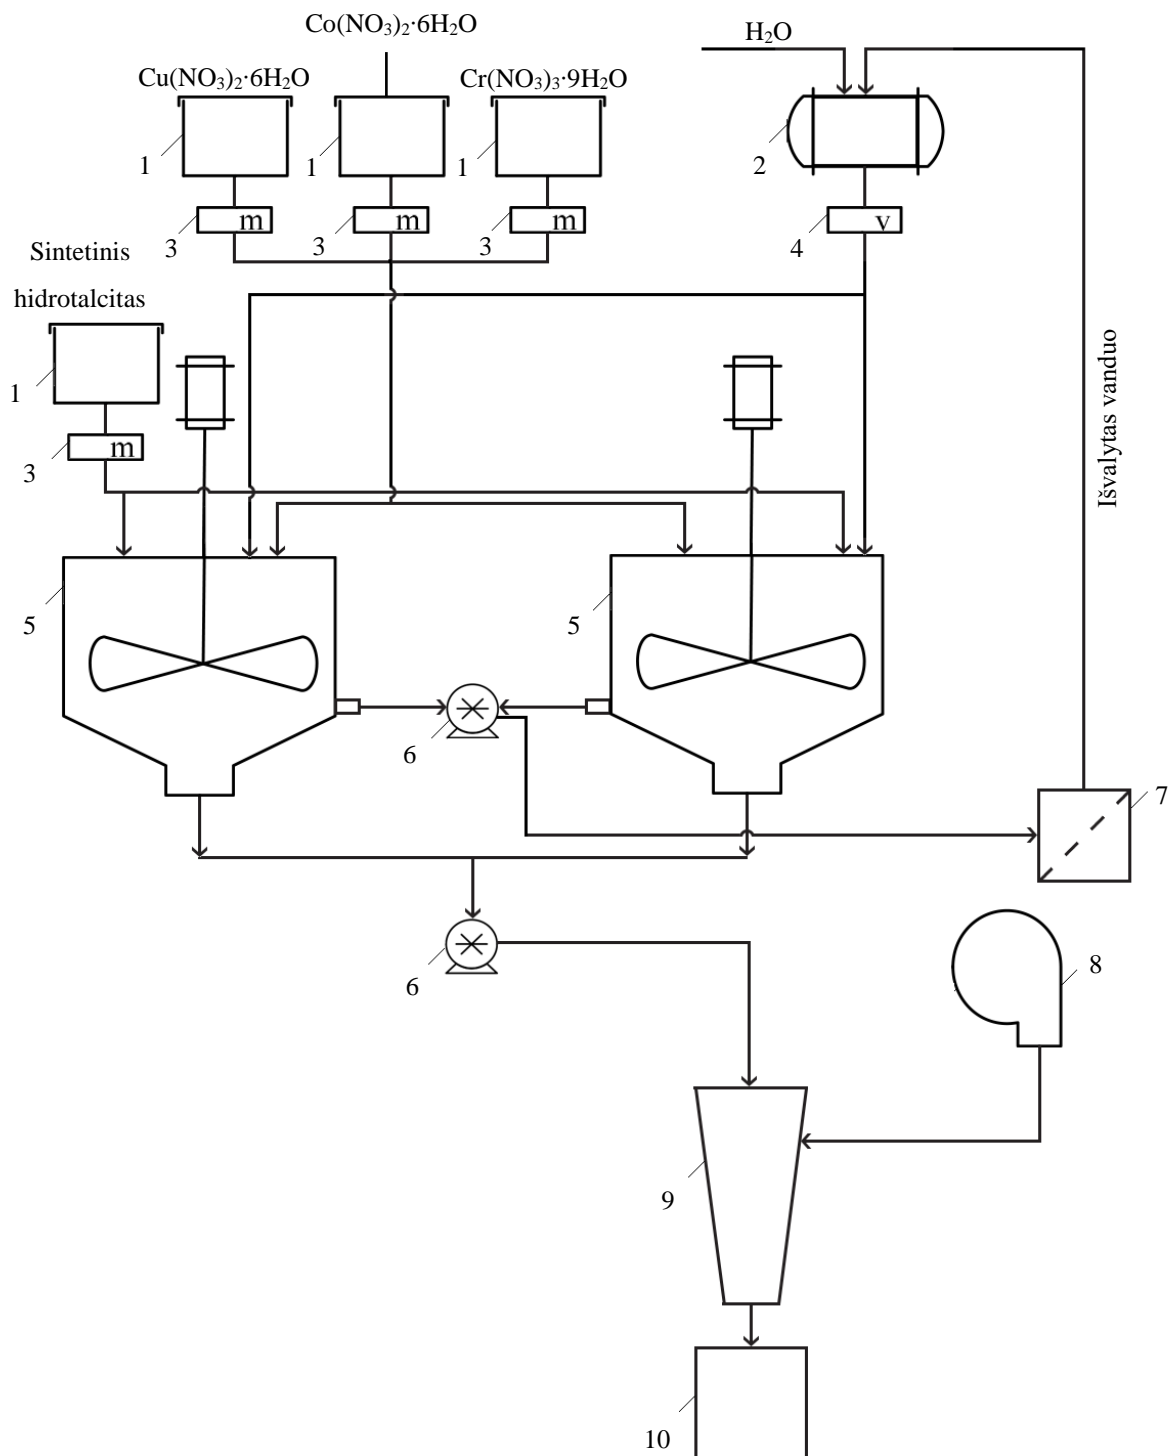 Co(NO₃)₂·6H₂O
H₂O
Cu(NO₃)₂·6H₂O
Cr(NO₃)₃·9H₂O
1
1
1
2
m
m
m
v
3
3
3
4
Sintetinis
hidrotalcitas
1
m
3
Išvalytas vanduo
5
5
6
7
6
8
9
10